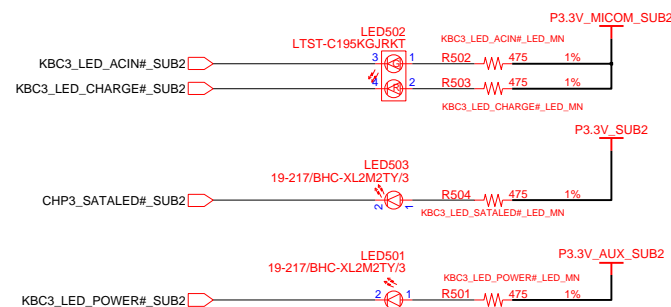 P3.3V_MICOM_SUB2
LED502
LTST-C195KGJRKT
KBC3_LED_ACIN#_LED_MN
KBC3_LED_ACIN#_SUB2 3 1 R502 475 1%
KBC3_LED_CHARGE#_SUB2 4 2 R503 475 1%
KBC3_LED_CHARGE#_LED_MN
P3.3V_SUB2
LED503
19-217/BHC-XL2M2TY/3
CHP3_SATALED#_SUB2 2 1 R504 475 1%
KBC3_LED_SATALED#_LED_MN
LED501
P3.3V_AUX_SUB2
19-217/BHC-XL2M2TY/3
KBC3_LED_POWER#_LED_MN
KBC3_LED_POWER#_SUB2 2 1 R501 475 1%